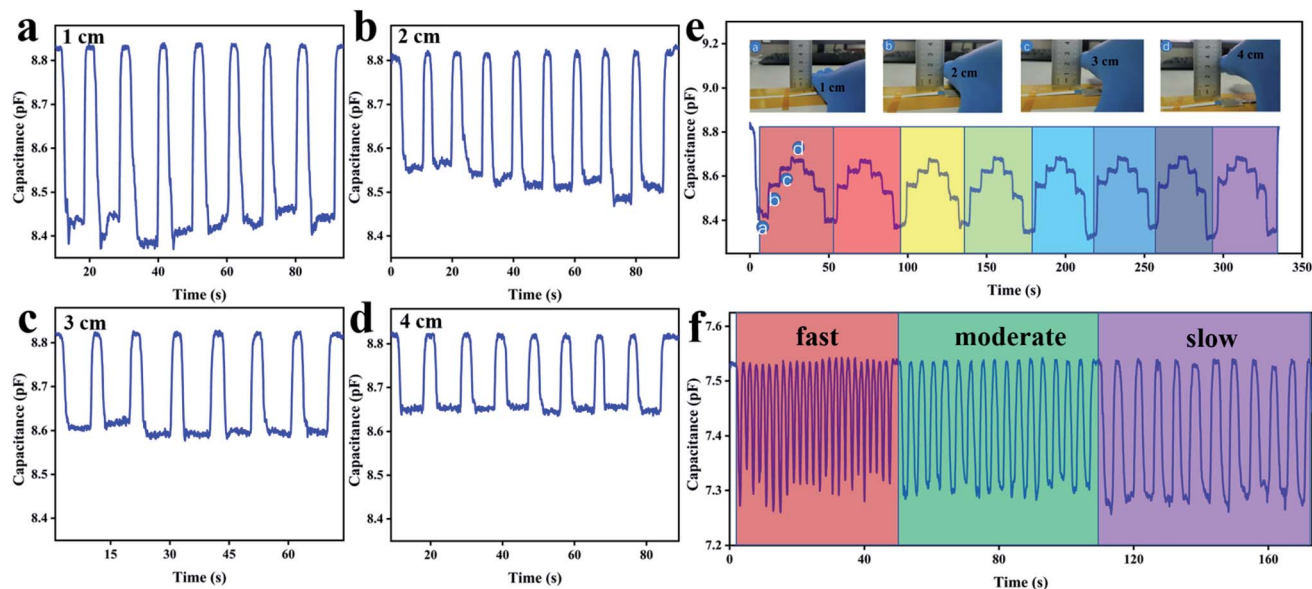 a
1 cm
Capacitance (pF)
8.8
8.7
8.6
8.5
8.4
20
40
60
80
Time (s)
b
2 cm
Capacitance (pF)
8.8
8.7
8.6
8.5
8.4
0
20
40
60
80
Time (s)
c
3 cm
Capacitance (pF)
8.8
8.7
8.6
8.5
8.4
15
30
45
60
Time (s)
d
4 cm
Capacitance (pF)
8.8
8.7
8.6
8.5
8.4
20
40
60
80
Time (s)
e
Capacitance (pF)
9.2
9.0
8.8
8.6
8.4
a
1 cm
b
2 cm
c
3 cm
d
4 cm
a
b
c
d
0
50
100
150
200
250
300
350
Time (s)
f
fast
moderate
slow
Capacitance (pF)
7.6
7.5
7.4
7.3
7.2
0
40
80
120
160
Time (s)